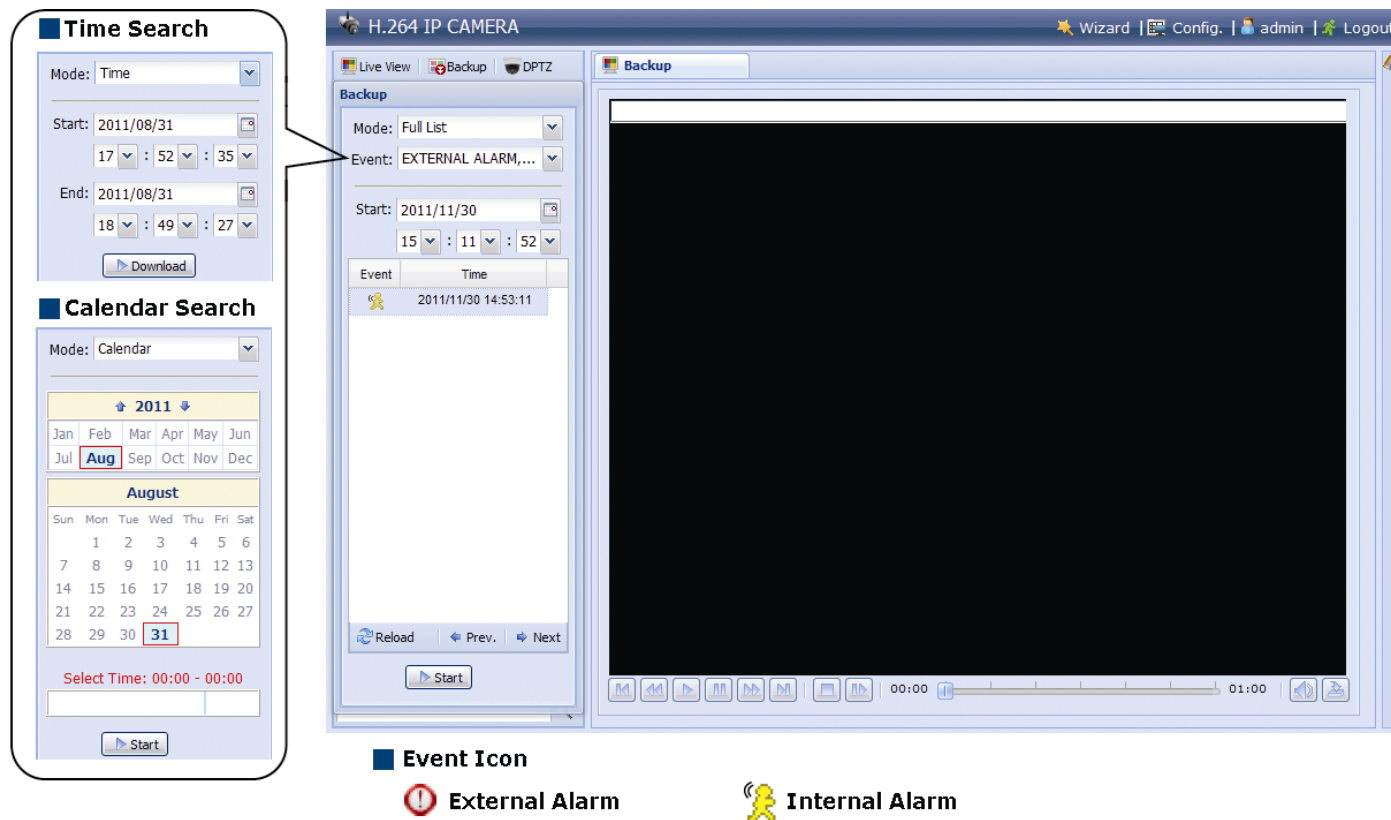 Time Search
Mode: Time
Start: 2011/08/31
17 : 52 : 35
End: 2011/08/31
18 : 49 : 27
Download
Calendar Search
Mode: Calendar
2011
Jan Feb Mar Apr May Jun
Jul Aug Sep Oct Nov Dec
August
Sun Mon Tue Wed Thu Fri Sat
1 2 3 4 5 6
7 8 9 10 11 12 13
14 15 16 17 18 19 20
21 22 23 24 25 26 27
28 29 30 31
Select Time: 00:00 - 00:00
Start
H.264 IP CAMERA
Wizard | Config. | admin | Logout
Live View Backup DPTZ
Backup
Mode: Full List
Event: EXTERNAL ALARM,...
Start: 2011/11/30
15 : 11 : 52
Event Time
2011/11/30 14:53:11
Reload Prev. Next
Start
Backup
00:00 01:00
Event Icon
External Alarm Internal Alarm